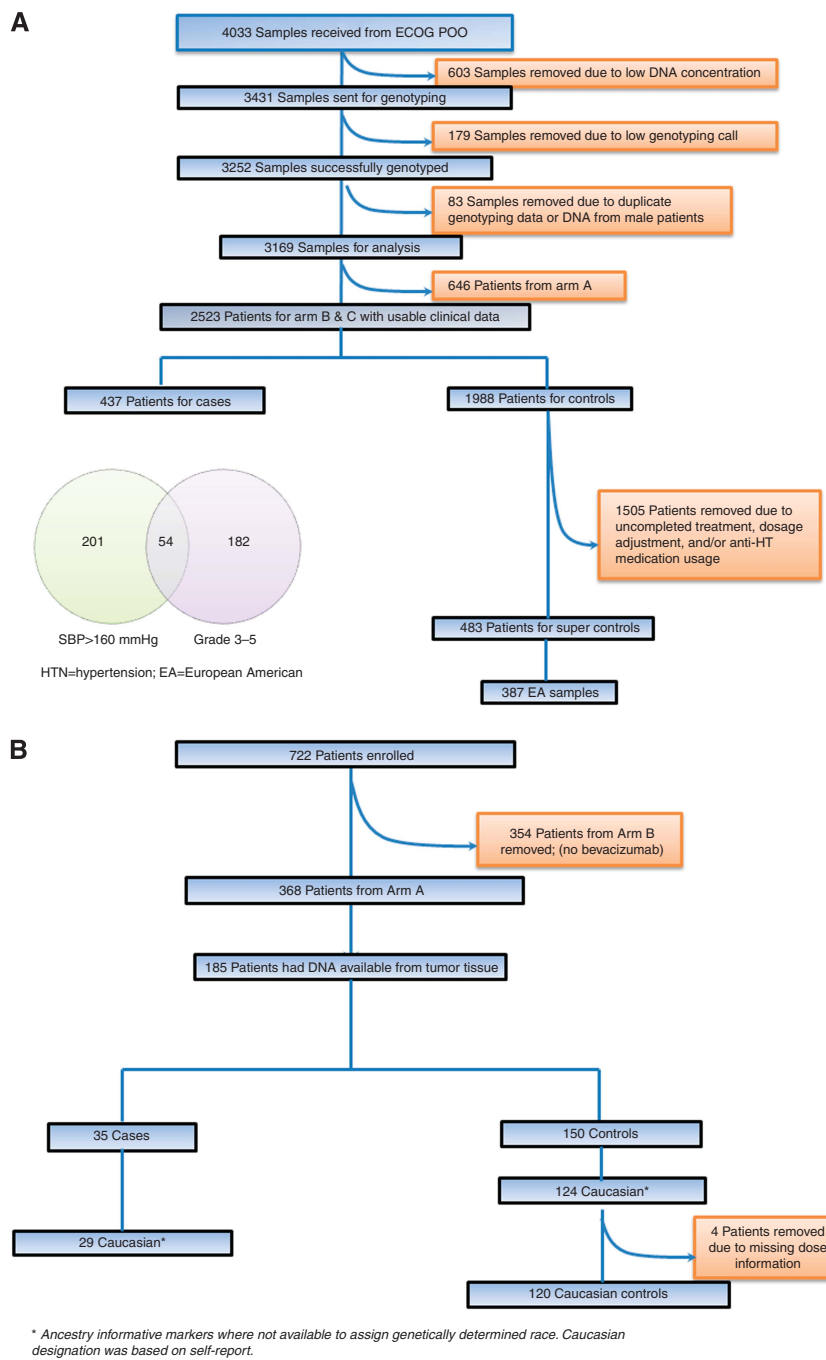 A
4033 Samples received from ECOG POO
603 Samples removed due to low DNA concentration
3431 Samples sent for genotyping
179 Samples removed due to low genotyping call
3252 Samples successfully genotyped
83 Samples removed due to duplicate
genotyping data or DNA from male patients
3169 Samples for analysis
646 Patients from arm A
2523 Patients for arm B & C with usable clinical data
437 Patients for cases
1988 Patients for controls
1505 Patients removed due to
uncompleted treatment, dosage
adjustment, and/or anti-HT
medication usage
201
54
182
SBP>160 mmHg
Grade 3–5
HTN=hypertension; EA=European American
483 Patients for super controls
387 EA samples
B
722 Patients enrolled
354 Patients from Arm B
removed; (no bevacizumab)
368 Patients from Arm A
185 Patients had DNA available from tumor tissue
35 Cases
150 Controls
124 Caucasian*
29 Caucasian*
4 Patients removed
due to missing dose
information
120 Caucasian controls
* Ancestry informative markers where not available to assign genetically determined race. Caucasian
designation was based on self-report.